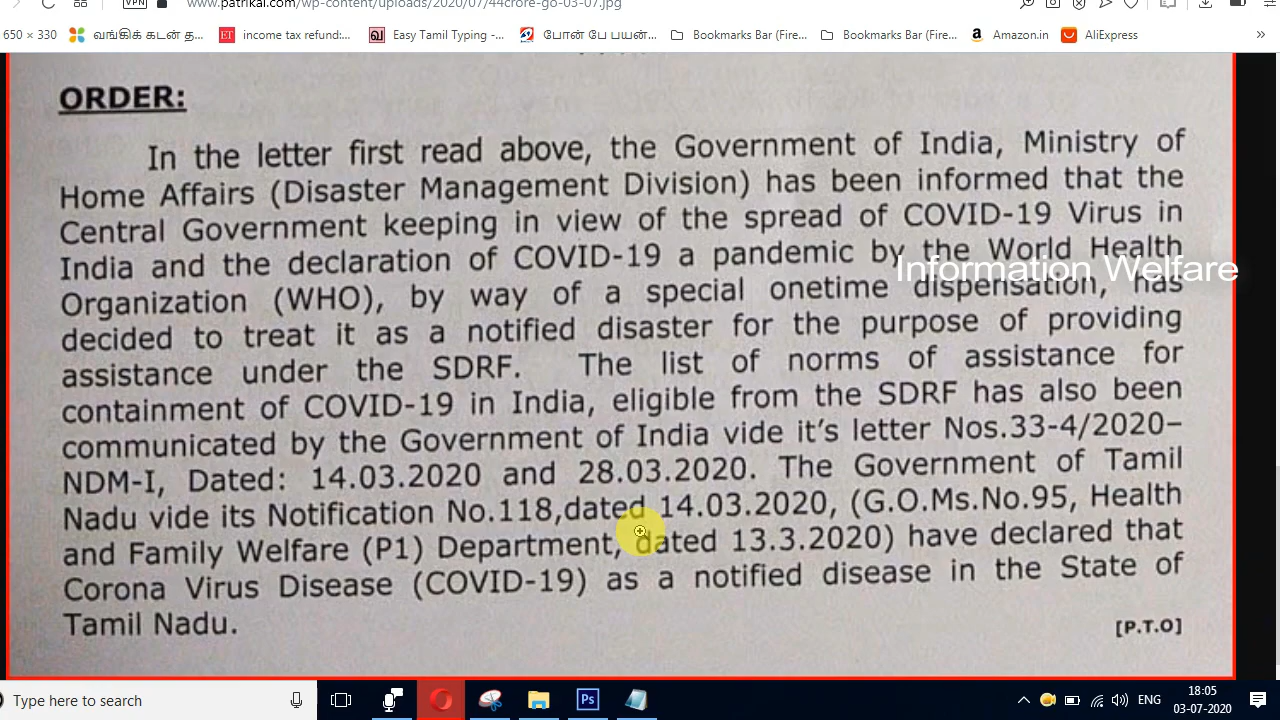 www.patrikai.com/wp-content/uploads/2020/07/44crore-go-03-07.jpg
VPN
650 × 330 வங்கிக் கடன் த... income tax refund:... Easy Tamil Typing -... போன் பே பயன்... Bookmarks Bar (Fire... Bookmarks Bar (Fire... Amazon.in AliExpress »
ORDER:
In the letter first read above, the Government of India, Ministry of
Home Affairs (Disaster Management Division) has been informed that the
Central Government keeping in view of the spread of COVID-19 Virus in
India and the declaration of COVID-19 a pandemic by the World Health
Information Welfare
Organization (WHO), by way of a special onetime dispensation, has
decided to treat it as a notified disaster for the purpose of providing
assistance under the SDRF. The list of norms of assistance for
containment of COVID-19 in India, eligible from the SDRF has also been
communicated by the Government of India vide it's letter Nos.33-4/2020–
NDM-I, Dated: 14.03.2020 and 28.03.2020. The Government of Tamil
Nadu vide its Notification No.118,dated 14.03.2020, (G.O.Ms.No.95, Health
and Family Welfare (P1) Department, dated 13.3.2020) have declared that
Corona Virus Disease (COVID-19) as a notified disease in the State of
Tamil Nadu.
[P.T.O]
Type here to search
Ps
ENG
18:05
03-07-2020